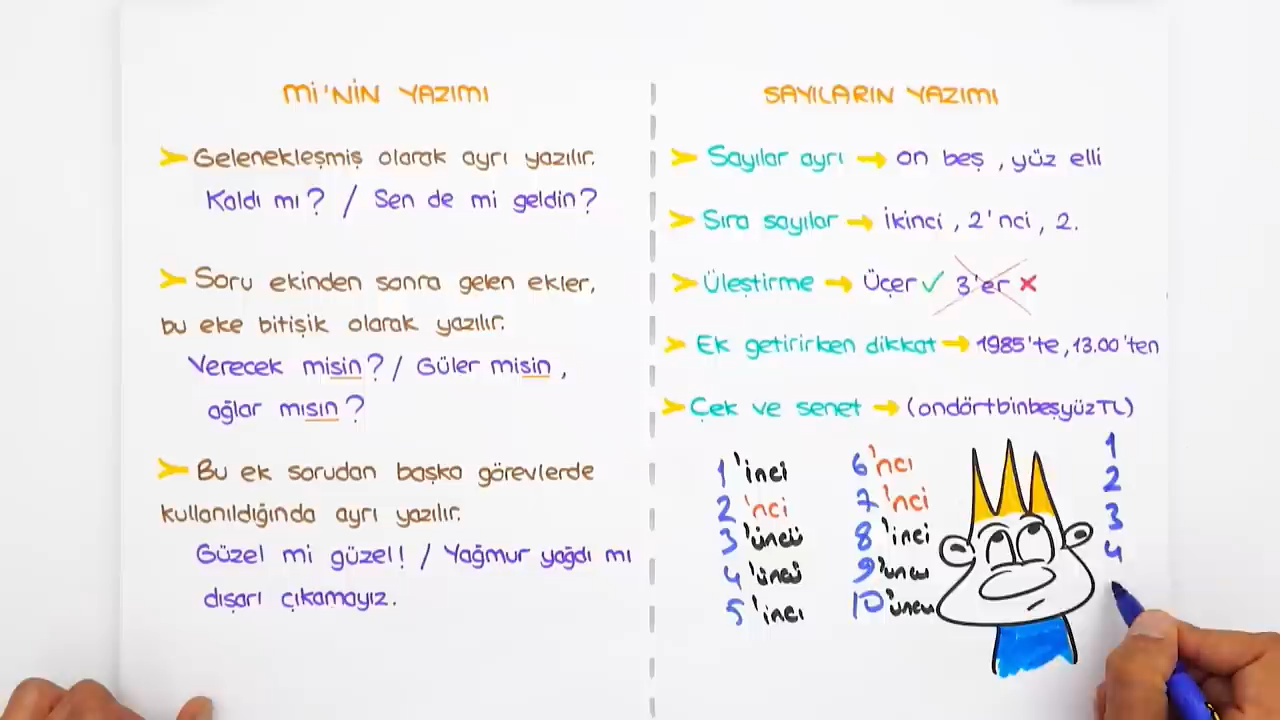 Mİ'NİN YAZIMI
Gelenekleşmiş olarak ayrı yazılır.
Kaldı mı? / Sen de mi geldin?
Soru ekinden sonra gelen ekler,
bu eke bitişik olarak yazılır.
Verecek misin? / Güler misin,
ağlar mısın?
Bu ek sorudan başka görevlerde
kullanıldığında ayrı yazılır.
Güzel mi güzel! / Yağmur yağdı mı
dışarı çıkamayız.
SAYILARIN YAZIMI
Sayılar ayrı → on beş, yüz elli
Sıra sayılar → İkinci, 2'nci, 2.
Üleştirme → Üçer ✓ 3'er ×
Ek getirirken dikkat → 1985'te, 13.00'ten
Çek ve senet → (ondörtbinbeşyüzTL)
1'inci
2'nci
3'üncü
4'üncü
5'inci
6'ncı
7'nci
8'inci
9'uncu
10'uncu
1
2
3
4